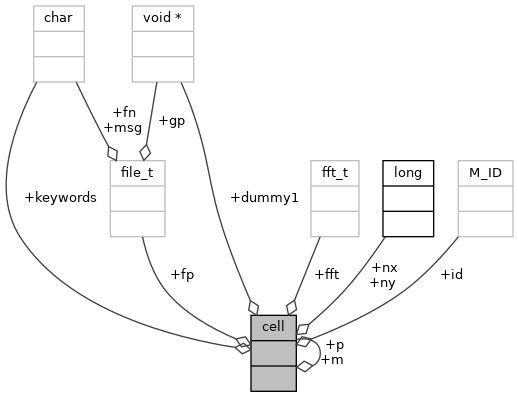 char
void *
+fn
+msg
+gp
file_t
fft_t
long
M_ID
+keywords
+dummy1
+fp
+fft
+nx
+ny
+id
cell
+p
+m